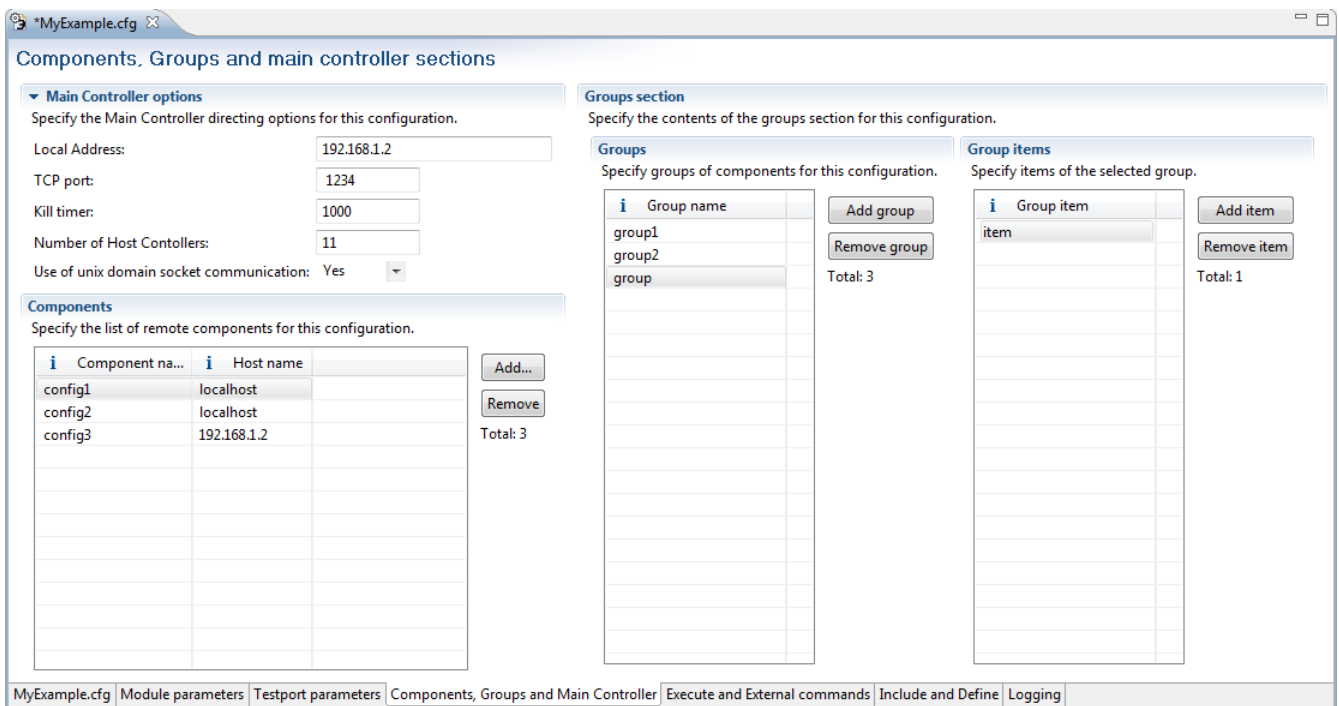 *MyExample.cfg
Components, Groups and main controller sections
Main Controller options
Specify the Main Controller directing options for this configuration.
Local Address: 192.168.1.2
TCP port: 1234
Kill timer: 1000
Number of Host Contollers: 11
Use of unix domain socket communication: Yes
Components
Specify the list of remote components for this configuration.
i Component na... i Host name
config1 localhost
config2 localhost
config3 192.168.1.2
Add...
Remove
Total: 3
Groups section
Specify the contents of the groups section for this configuration.
Groups
Specify groups of components for this configuration.
i Group name
group1
group2
group
Add group
Remove group
Total: 3
Group items
Specify items of the selected group.
i Group item
item
Add item
Remove item
Total: 1
MyExample.cfg Module parameters Testport parameters Components, Groups and Main Controller Execute and External commands Include and Define Logging